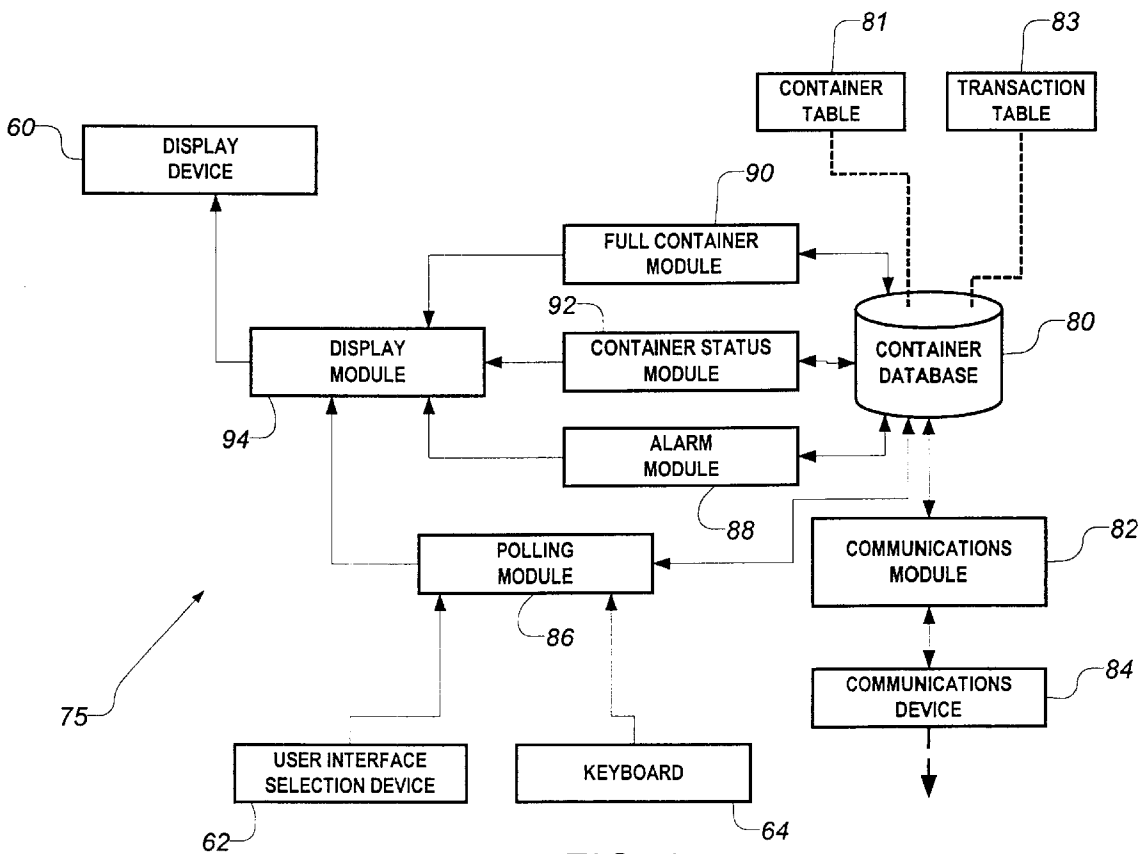 81
83
CONTAINER
TABLE
TRANSACTION
TABLE
60
DISPLAY
DEVICE
90
FULL CONTAINER
MODULE
92
CONTAINER STATUS
MODULE
80
CONTAINER
DATABASE
DISPLAY
MODULE
94
ALARM
MODULE
88
POLLING
MODULE
86
82
COMMUNICATIONS
MODULE
84
COMMUNICATIONS
DEVICE
75
USER INTERFACE
SELECTION DEVICE
KEYBOARD
62
64